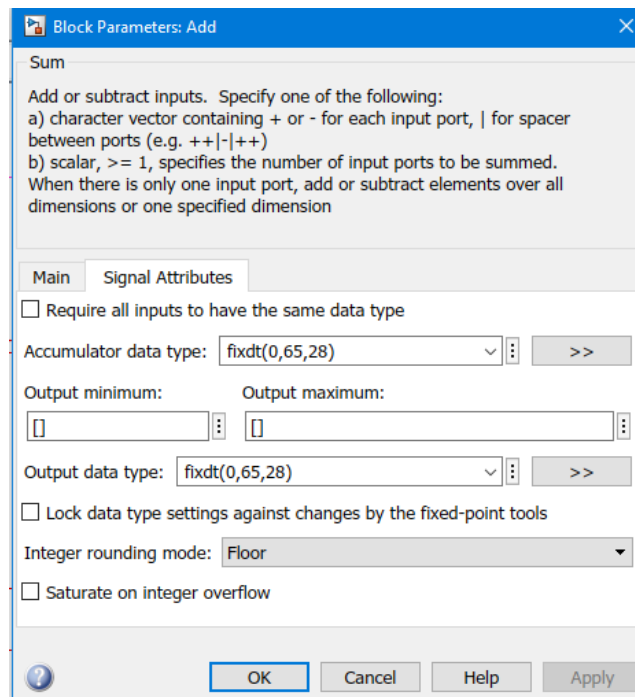 Block Parameters: Add
Sum
Add or subtract inputs.  Specify one of the following:
a) character vector containing + or - for each input port, | for spacer
between ports (e.g. ++|-|++)
b) scalar, >= 1, specifies the number of input ports to be summed.
When there is only one input port, add or subtract elements over all
dimensions or one specified dimension
Main Signal Attributes
Require all inputs to have the same data type
Accumulator data type: fixdt(0,65,28) >>
Output minimum: Output maximum:
[] []
Output data type: fixdt(0,65,28) >>
Lock data type settings against changes by the fixed-point tools
Integer rounding mode: Floor
Saturate on integer overflow
? OK Cancel Help Apply